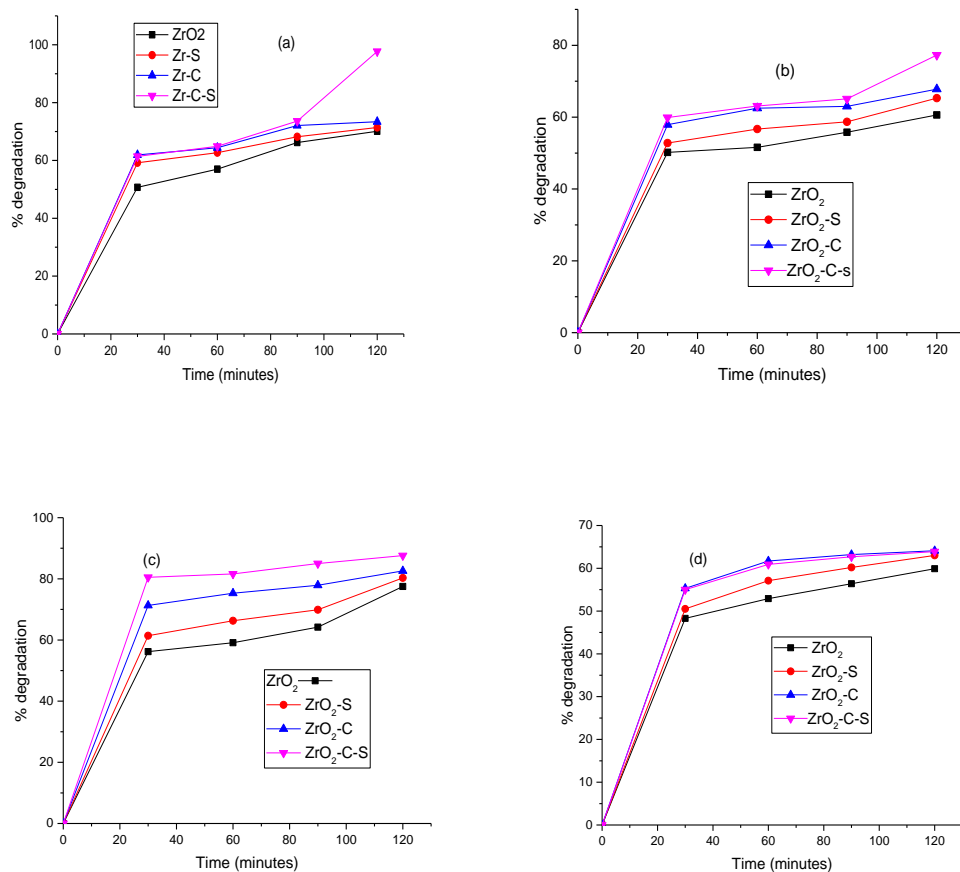 (a)
ZrO2
Zr-S
Zr-C
Zr-C-S
% degradation
100
80
60
40
20
0
0 20 40 60 80 100 120
Time (minutes)
(b)
ZrO₂
ZrO₂-S
ZrO₂-C
ZrO₂-C-s
% degradation
80
60
40
20
0
0 20 40 60 80 100 120
Time (minutes)
(c)
ZrO₂
ZrO₂-S
ZrO₂-C
ZrO₂-C-S
% degradation
100
80
60
40
20
0
0 20 40 60 80 100 120
Time (minutes)
(d)
ZrO₂
ZrO₂-S
ZrO₂-C
ZrO₂-C-S
% degradation
70
60
50
40
30
20
10
0
0 20 40 60 80 100 120
Time (minutes)